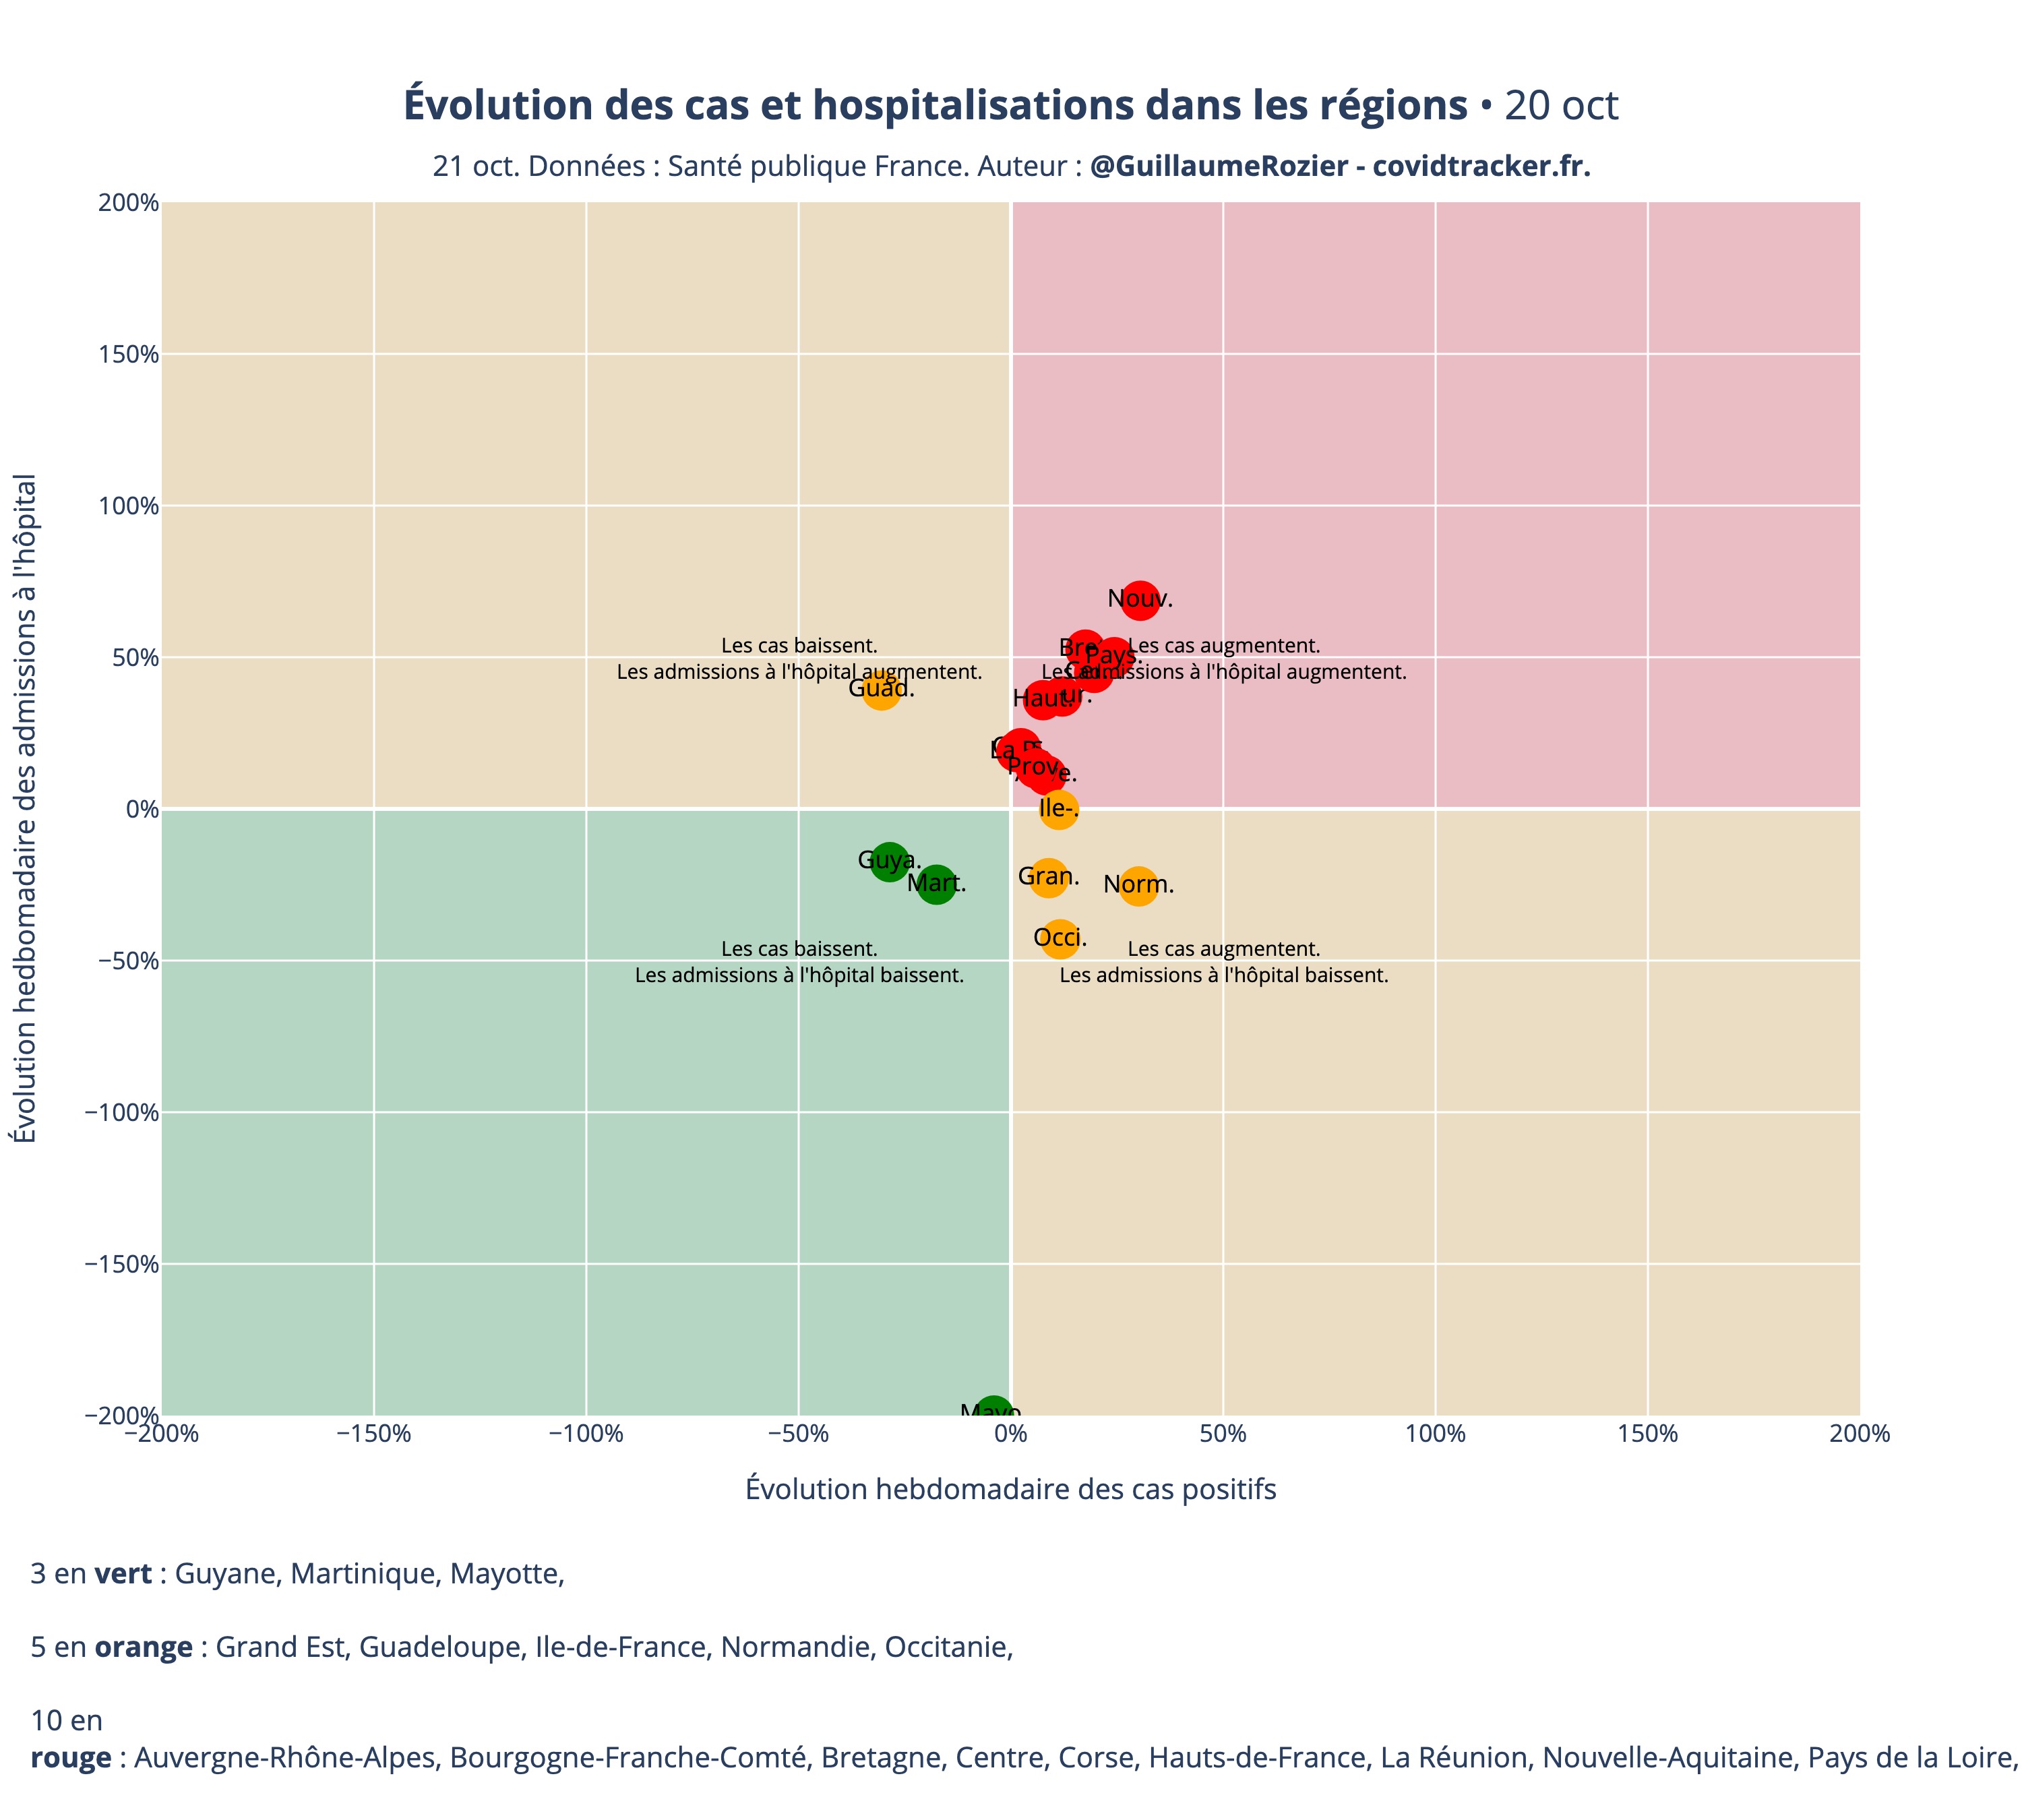 Évolution des cas et hospitalisations dans les régions • 20 oct
21 oct. Données : Santé publique France. Auteur : @GuillaumeRozier - covidtracker.fr.
Évolution hedbomadaire des admissions à l'hôpital
200%
150%
100%
50%
0%
−50%
−100%
−150%
−200%
Nouv.
Les cas baissent.
Les admissions à l'hôpital augmentent.
Les cas augmentent.
Les admissions à l'hôpital augmentent.
Pays.
Guad.
Haut.
Prov.
Ile-.
Guya.
Mart.
Gran.
Norm.
Occi.
Les cas baissent.
Les admissions à l'hôpital baissent.
Les cas augmentent.
Les admissions à l'hôpital baissent.
−200%
−150%
−100%
−50%
0%
50%
100%
150%
200%
Évolution hebdomadaire des cas positifs
3 en vert : Guyane, Martinique, Mayotte,
5 en orange : Grand Est, Guadeloupe, Ile-de-France, Normandie, Occitanie,
10 en
rouge : Auvergne-Rhône-Alpes, Bourgogne-Franche-Comté, Bretagne, Centre, Corse, Hauts-de-France, La Réunion, Nouvelle-Aquitaine, Pays de la Loire,